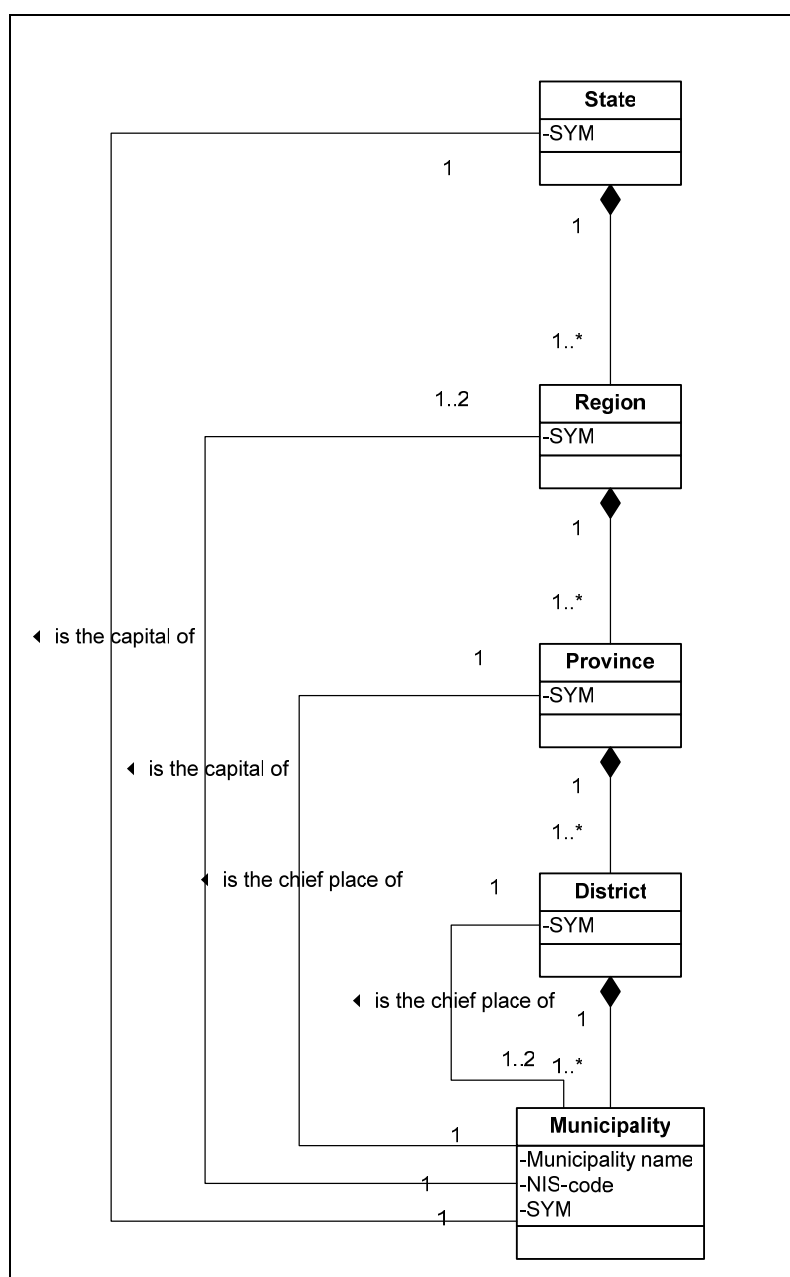 State
-SYM
1
1
1..*
1..2
Region
-SYM
1
1..*
◄ is the capital of
1
Province
-SYM
◄ is the capital of
1
1..*
◄ is the chief place of
1
District
-SYM
◄ is the chief place of
1
1..2
1..*
Municipality
1
-Municipality name
-NIS-code
1
-SYM
1